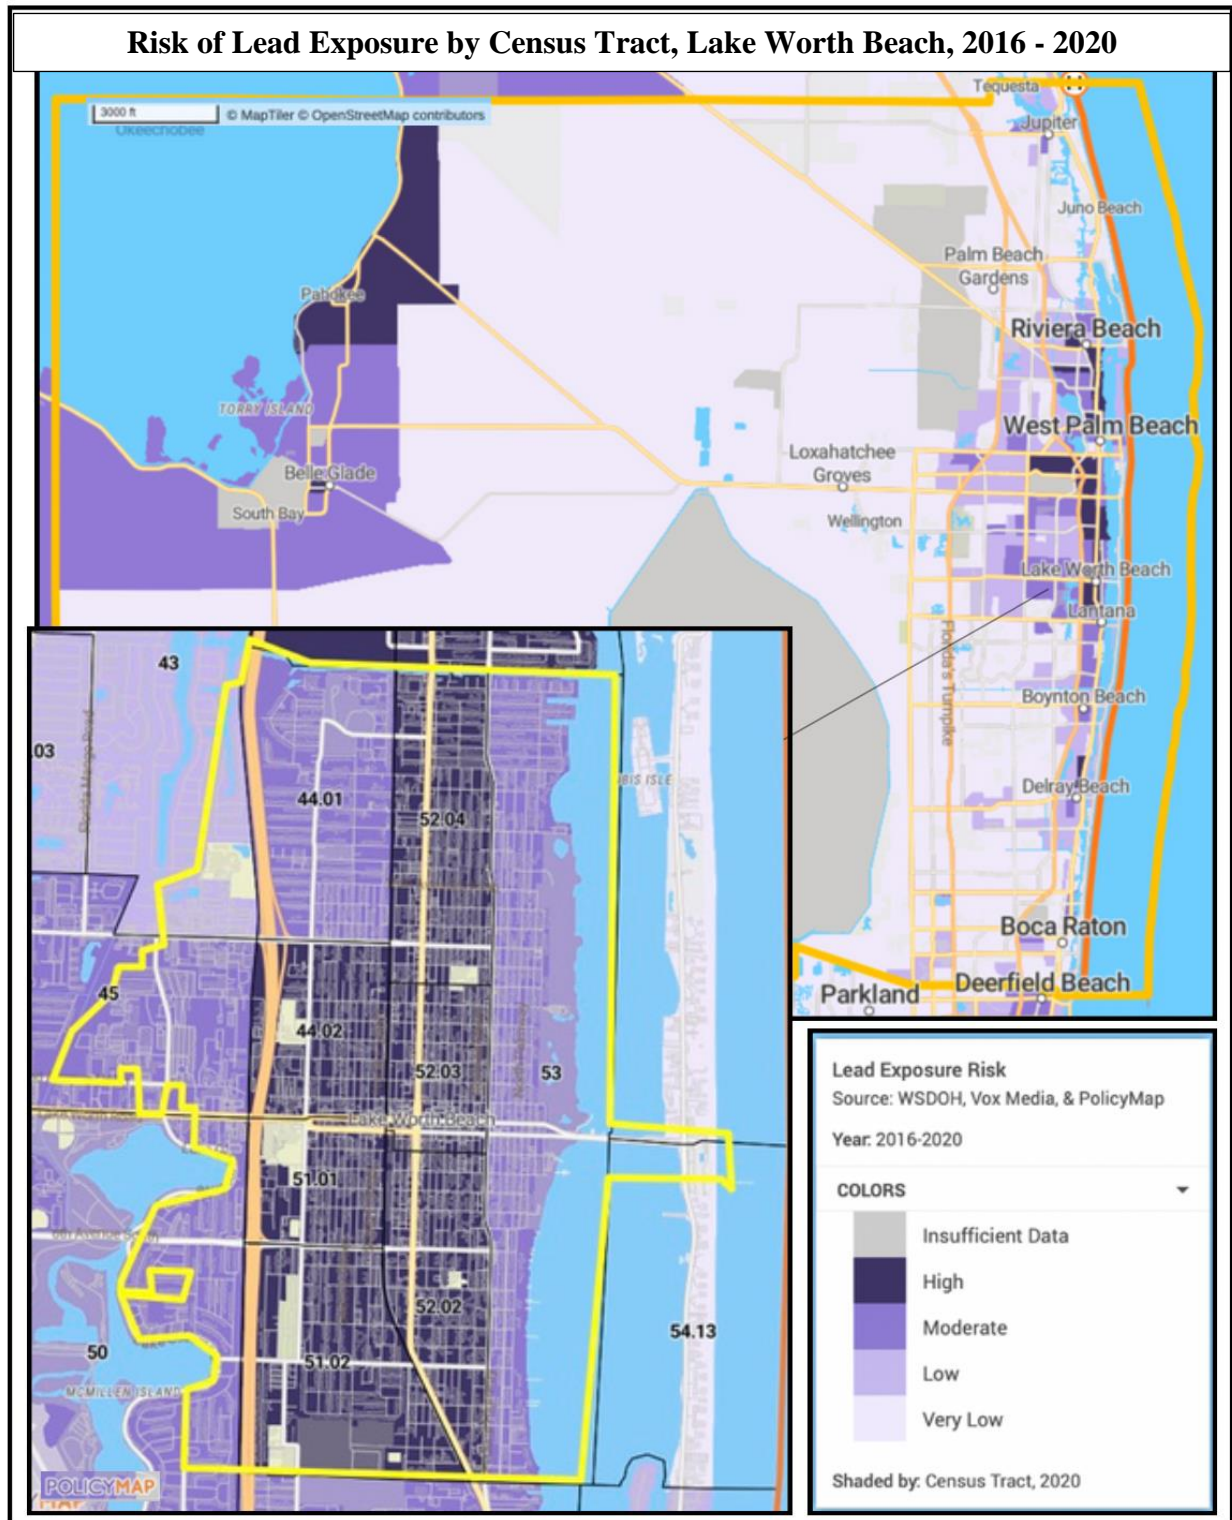 Risk of Lead Exposure by Census Tract, Lake Worth Beach, 2016 - 2020
3000 ft
© MapTiler © OpenStreetMap contributors
Okeechobee
Tequesta
Jupiter
Juno Beach
Palm Beach
Gardens
Pahokee
Riviera Beach
TORRY ISLAND
West Palm Beach
Loxahatchee
Groves
Belle Glade
South Bay
Wellington
Lake Worth Beach
Lantana
Florida's Turnpike
Boynton Beach
Delray Beach
Boca Raton
Deerfield Beach
Parkland
43
.03
Florida Mango Road
IBIS ISLE
44.01
52.04
45
44.02
52.03
53
Lake Worth Beach
51.01
52.02
54.13
50
51.02
MCMILLEN ISLAND
POLICYMAP
Lead Exposure Risk
Source: WSDOH, Vox Media, & PolicyMap
Year: 2016-2020
COLORS
Insufficient Data
High
Moderate
Low
Very Low
Shaded by: Census Tract, 2020